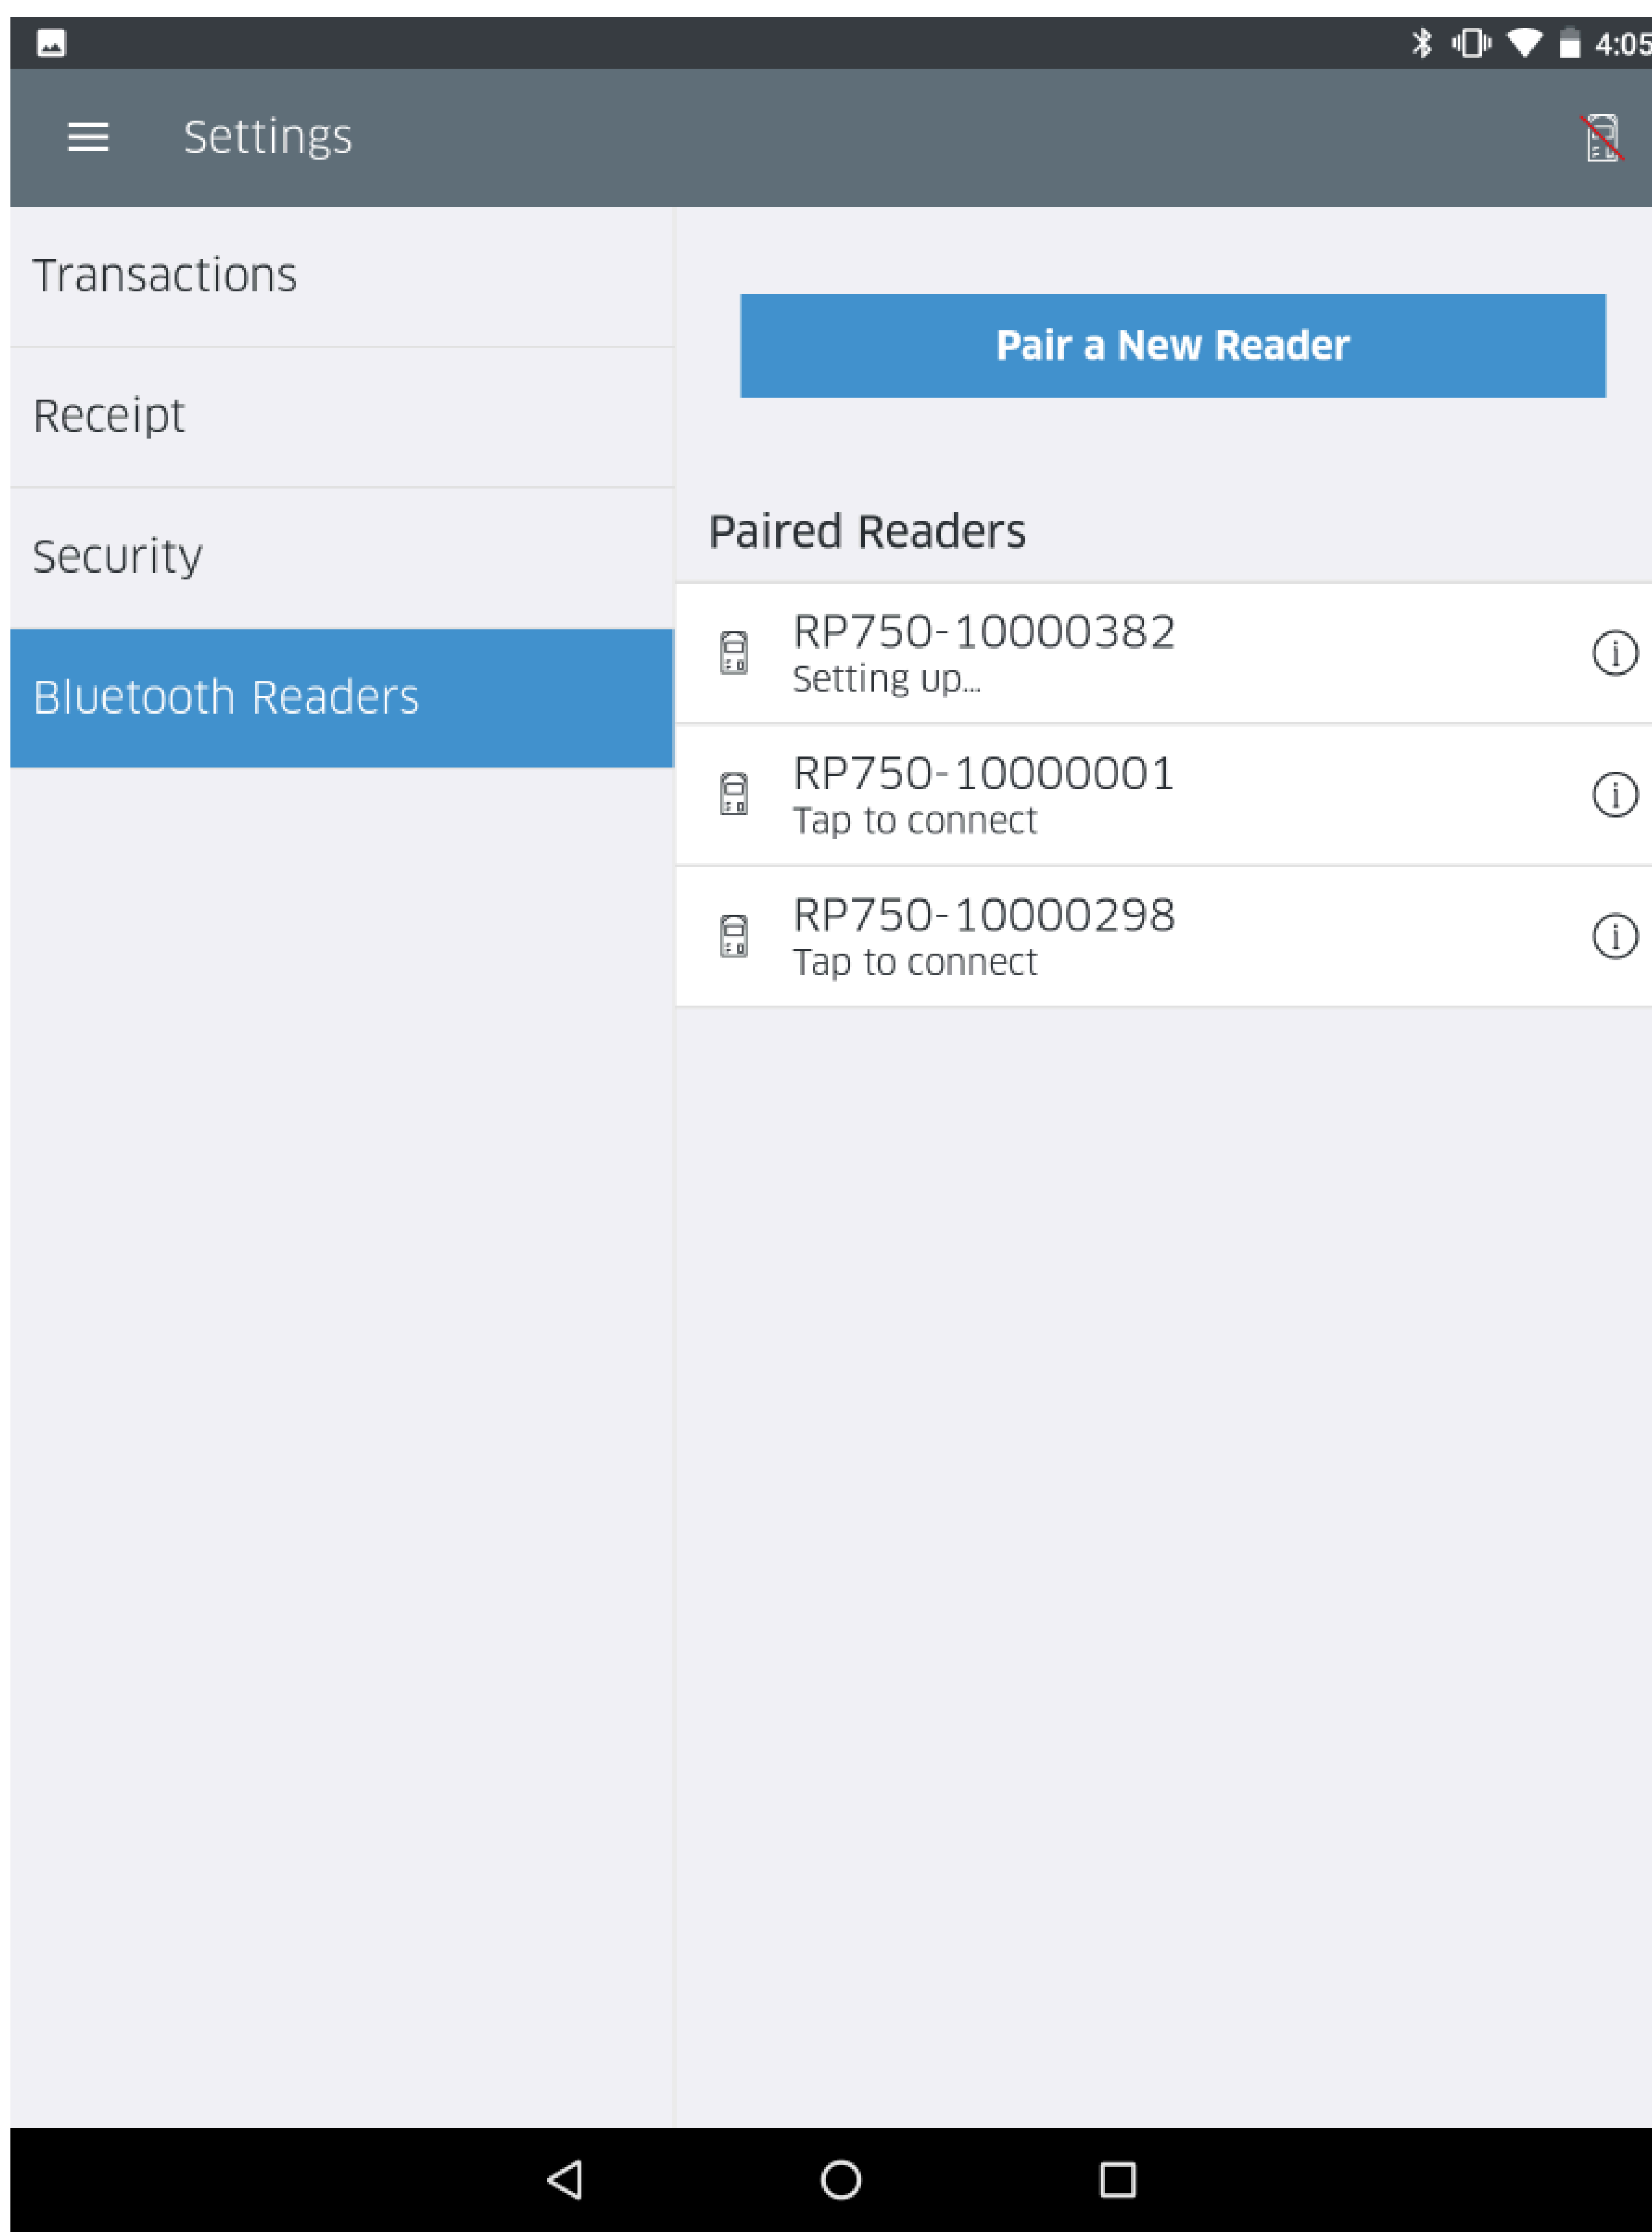 4:05
Settings
Transactions
Receipt
Security
Bluetooth Readers
Pair a New Reader
Paired Readers
RP750-10000382
Setting up...
RP750-10000001
Tap to connect
RP750-10000298
Tap to connect